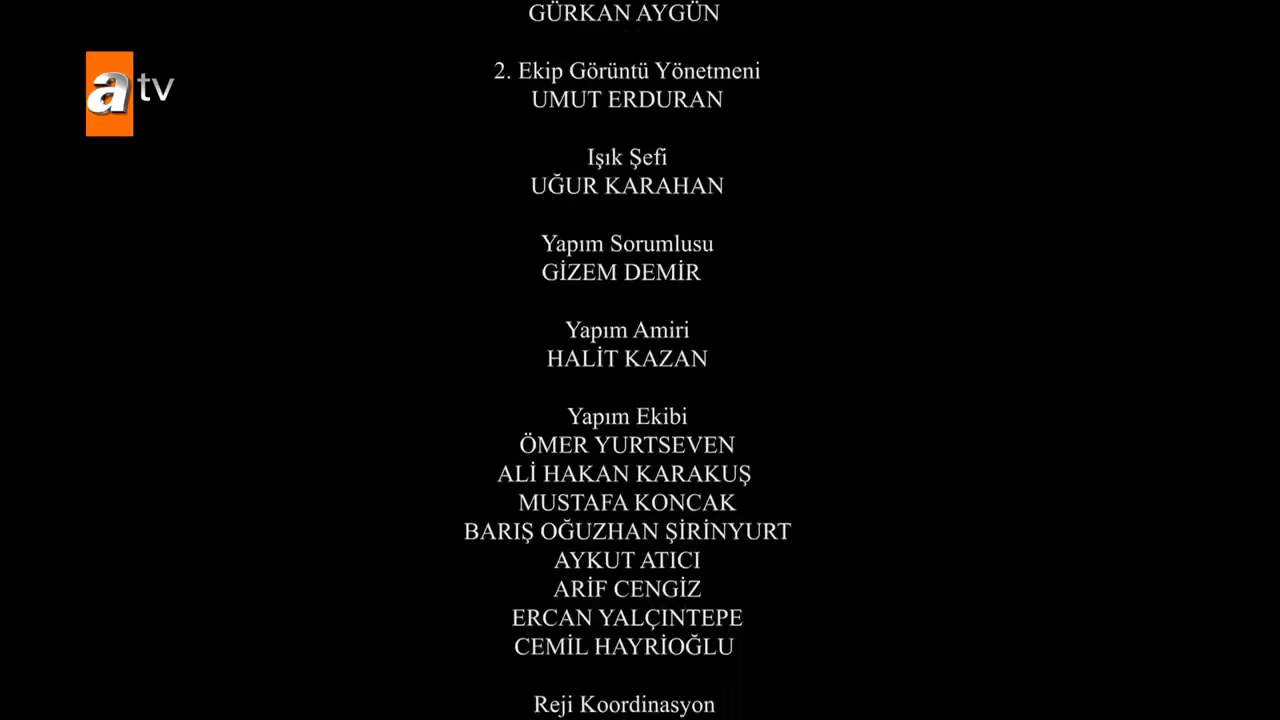 GÜRKAN AYGÜN
atv
2. Ekip Görüntü Yönetmeni
UMUT ERDURAN
Işık Şefi
UĞUR KARAHAN
Yapım Sorumlusu
GİZEM DEMİR
Yapım Amiri
HALİT KAZAN
Yapım Ekibi
ÖMER YURTSEVEN
ALİ HAKAN KARAKUŞ
MUSTAFA KONCAK
BARIŞ OĞUZHAN ŞİRİNYURT
AYKUT ATICI
ARİF CENGİZ
ERCAN YALÇINTEPE
CEMİL HAYRİOĞLU
Reji Koordinasyon